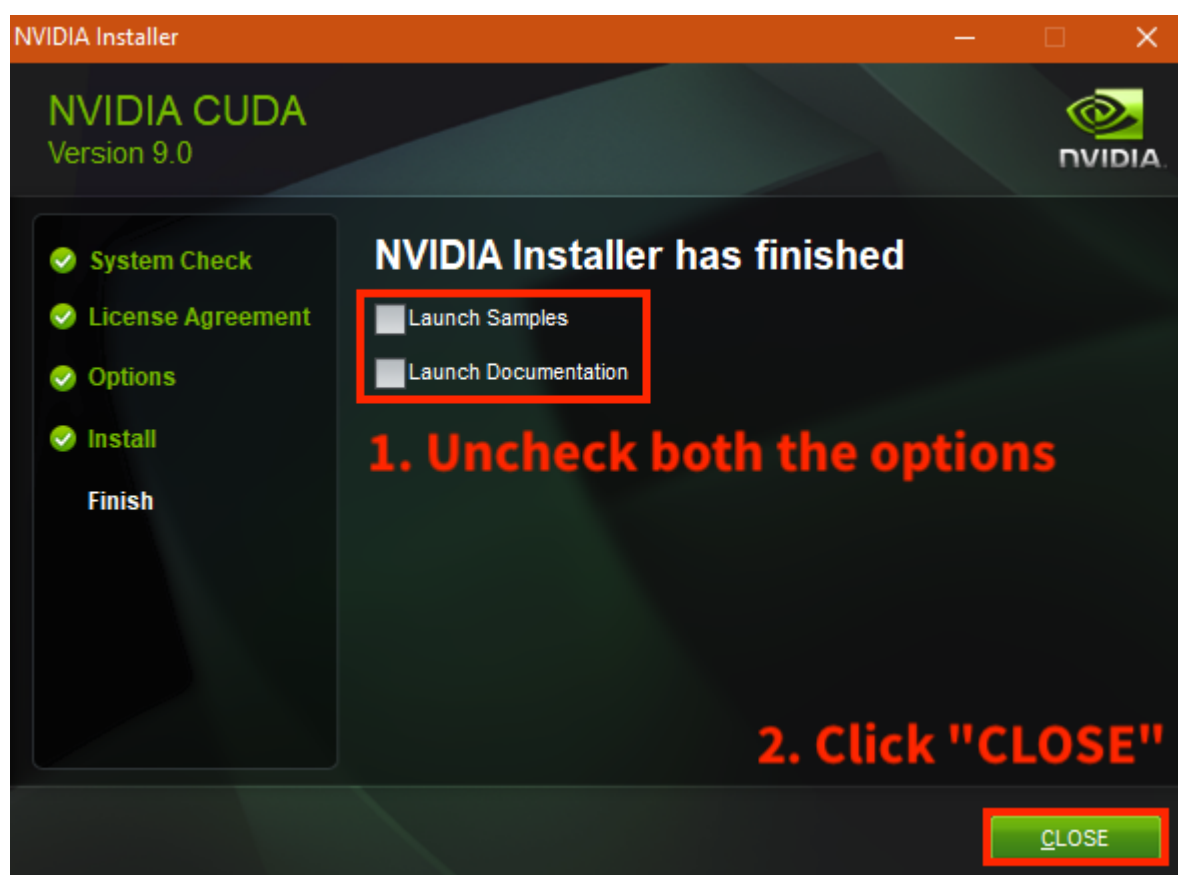 NVIDIA Installer
NVIDIA CUDA
Version 9.0
NVIDIA.
System Check
License Agreement
Options
Install
Finish
NVIDIA Installer has finished
Launch Samples
Launch Documentation
1. Uncheck both the options
2. Click "CLOSE"
CLOSE